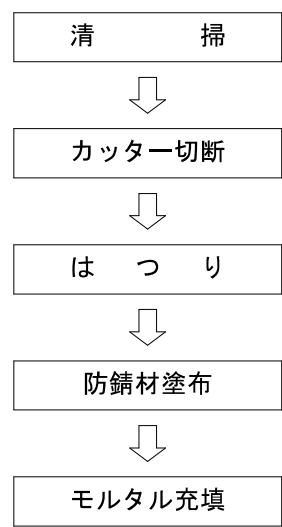 清掃
カッター切断
はつり
防錆材塗布
モルタル充填